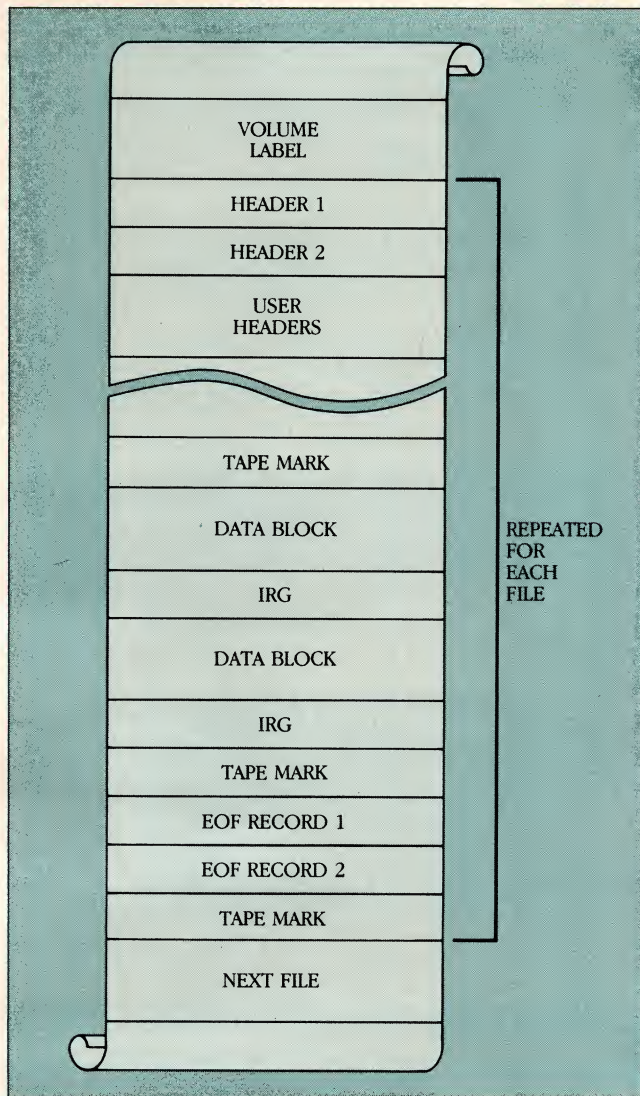 VOLUME
LABEL
HEADER 1
HEADER 2
USER
HEADERS
TAPE MARK
DATA BLOCK
IRG
DATA BLOCK
IRG
TAPE MARK
EOF RECORD 1
EOF RECORD 2
TAPE MARK
NEXT FILE
REPEATED
FOR
EACH
FILE